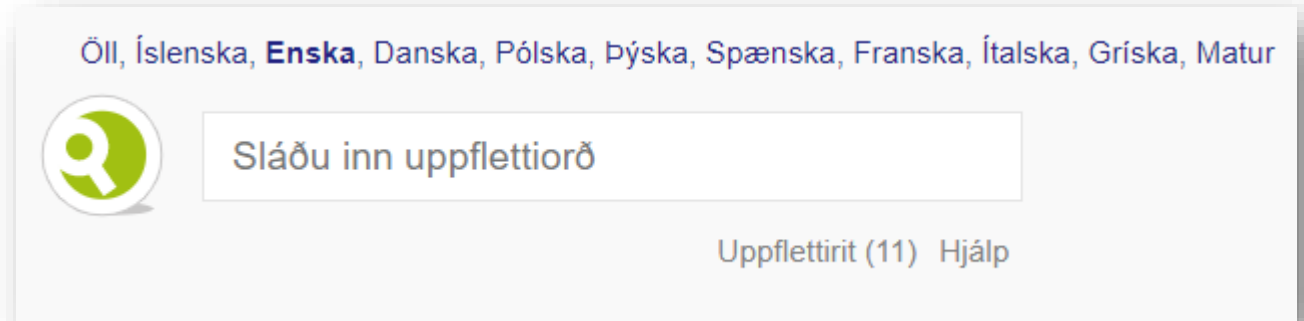 Öll, Íslenska, Enska, Danska, Pólska, Þýska, Spænska, Franska, Ítalska, Gríska, Matur
Sláðu inn uppflettiorð
Uppflettirit (11) Hjálp